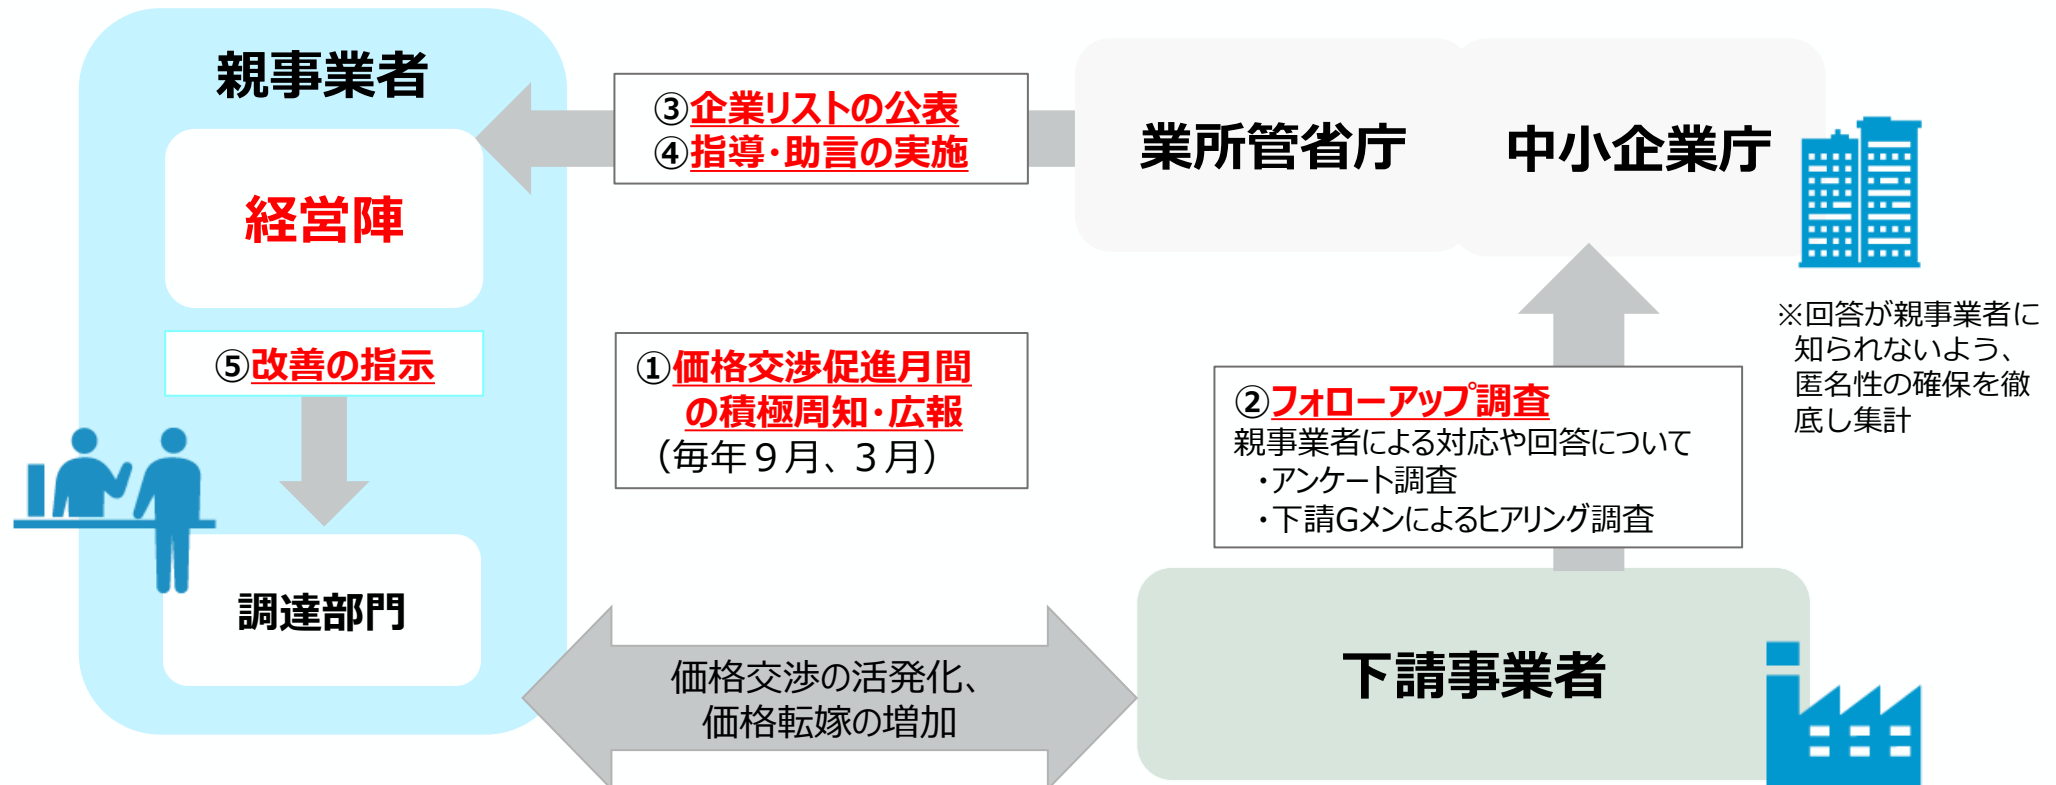 親事業者
経営陣
⑤改善の指示
調達部門
③企業リストの公表
④指導・助言の実施
①価格交渉促進月間
の積極周知・広報
（毎年９月、３月）
価格交渉の活発化、
価格転嫁の増加
業所管省庁
中小企業庁
※回答が親事業者に
知られないよう、
匿名性の確保を徹
底し集計
②フォローアップ調査
親事業者による対応や回答について
・アンケート調査
・下請Gメンによるヒアリング調査
下請事業者